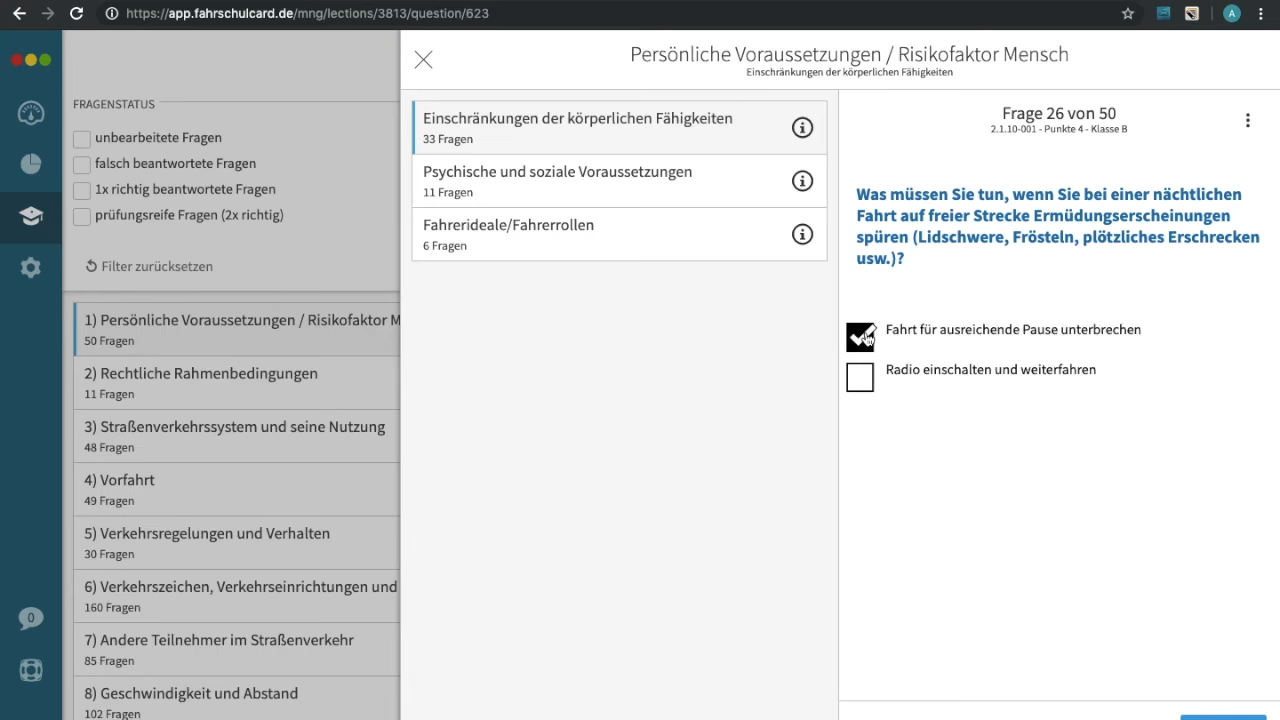 https://app.fahrschulcard.de/mng/lections/3813/question/623
A
FRAGENSTATUS
unbearbeitete Fragen
falsch beantwortete Fragen
1x richtig beantwortete Fragen
prüfungsreife Fragen (2x richtig)
Filter zurücksetzen
1) Persönliche Voraussetzungen / Risikofaktor M
50 Fragen
2) Rechtliche Rahmenbedingungen
11 Fragen
3) Straßenverkehrssystem und seine Nutzung
48 Fragen
4) Vorfahrt
49 Fragen
5) Verkehrsregelungen und Verhalten
30 Fragen
6) Verkehrszeichen, Verkehrseinrichtungen und
160 Fragen
7) Andere Teilnehmer im Straßenverkehr
85 Fragen
8) Geschwindigkeit und Abstand
102 Fragen
0
Persönliche Voraussetzungen / Risikofaktor Mensch
Einschränkungen der körperlichen Fähigkeiten
Einschränkungen der körperlichen Fähigkeiten
33 Fragen
Psychische und soziale Voraussetzungen
11 Fragen
Fahrerideale/Fahrerrollen
6 Fragen
Frage 26 von 50
2.1.10-001 - Punkte 4 - Klasse B
Was müssen Sie tun, wenn Sie bei einer nächtlichen
Fahrt auf freier Strecke Ermüdungserscheinungen
spüren (Lidschwere, Frösteln, plötzliches Erschrecken
usw.)?
Fahrt für ausreichende Pause unterbrechen
Radio einschalten und weiterfahren